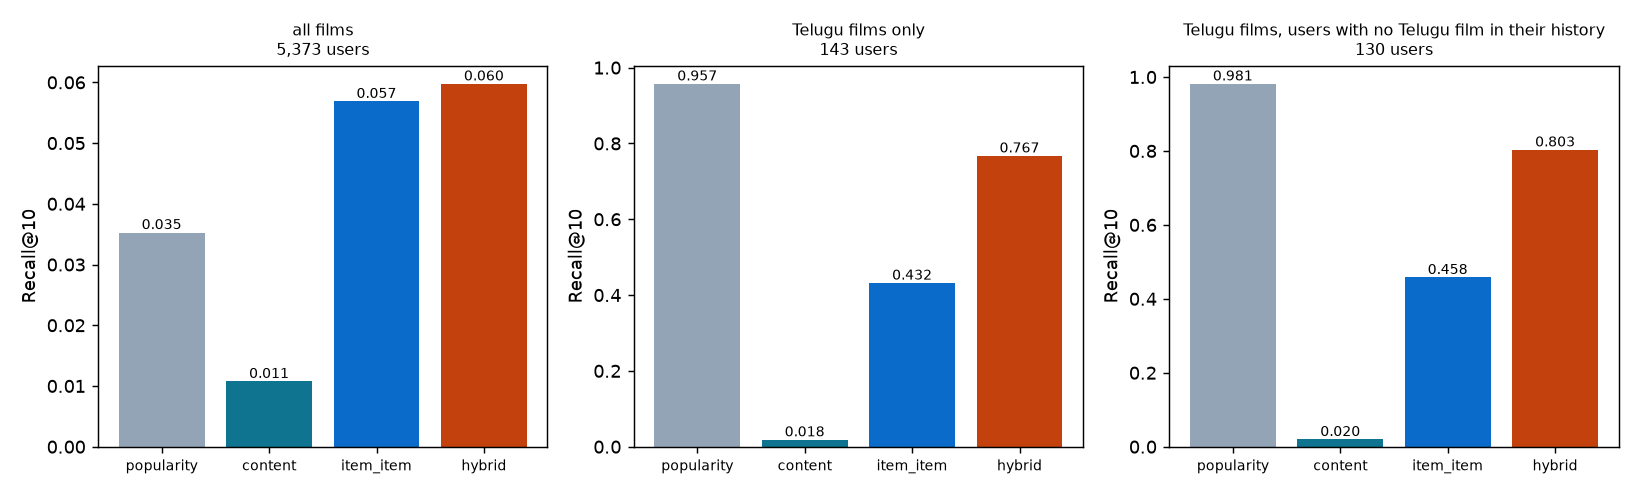 all films
5,373 users
Recall@10
0.06
0.05
0.04
0.03
0.02
0.01
0.00
0.035
0.011
0.057
0.060
popularity
content
item_item
hybrid
Telugu films only
143 users
Recall@10
1.0
0.8
0.6
0.4
0.2
0.0
0.957
0.018
0.432
0.767
popularity
content
item_item
hybrid
Telugu films, users with no Telugu film in their history
130 users
Recall@10
1.0
0.8
0.6
0.4
0.2
0.0
0.981
0.020
0.458
0.803
popularity
content
item_item
hybrid